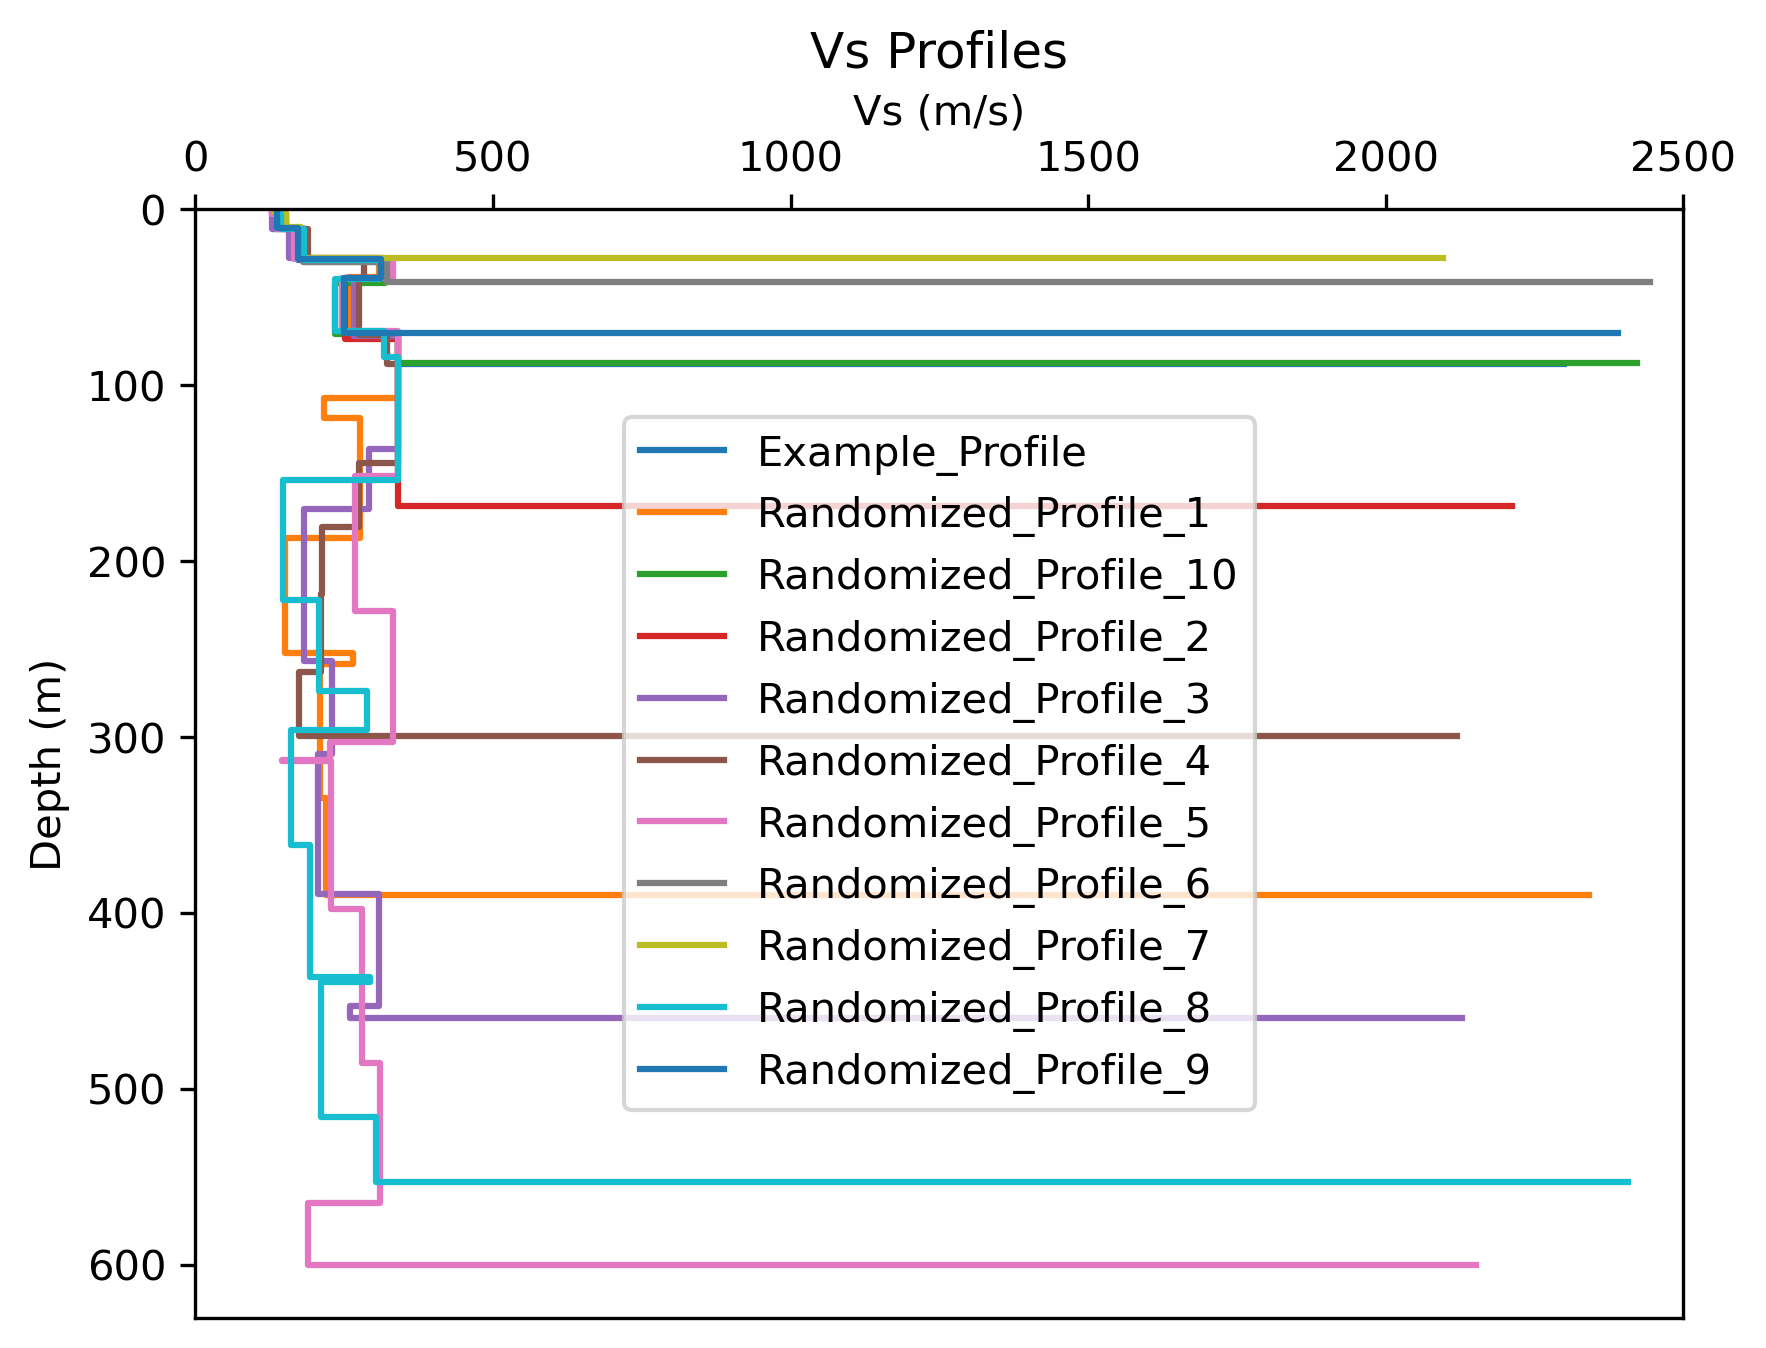 Vs Profiles
Vs (m/s)
0 500 1000 1500 2000 2500
0
100
200
300
400
500
600
Depth (m)
Example_Profile
Randomized_Profile_1
Randomized_Profile_10
Randomized_Profile_2
Randomized_Profile_3
Randomized_Profile_4
Randomized_Profile_5
Randomized_Profile_6
Randomized_Profile_7
Randomized_Profile_8
Randomized_Profile_9